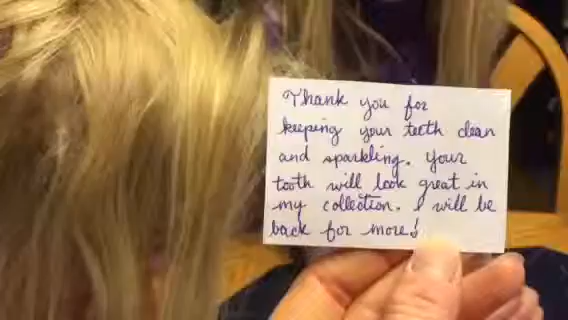 Thank you for
keeping your teeth clean
and sparkling. Your
tooth will look great in
my collection. I will be
back for more!